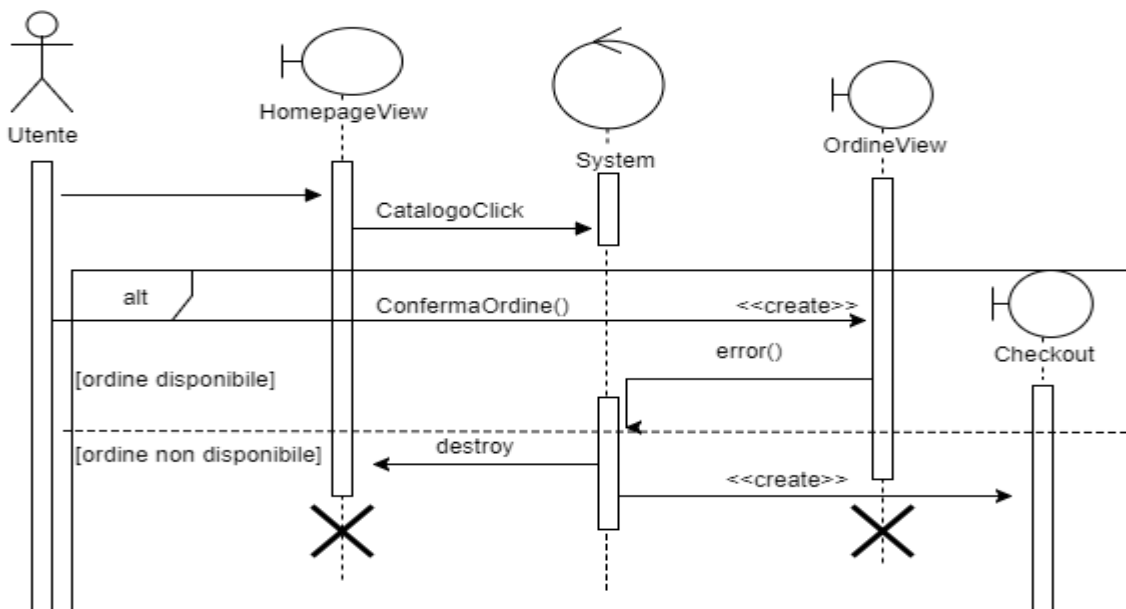 Utente
HomepageView
System
OrdineView
CatalogoClick
alt
ConfermaOrdine()
<<create>>
error()
Checkout
[ordine disponibile]
[ordine non disponibile]
destroy
<<create>>